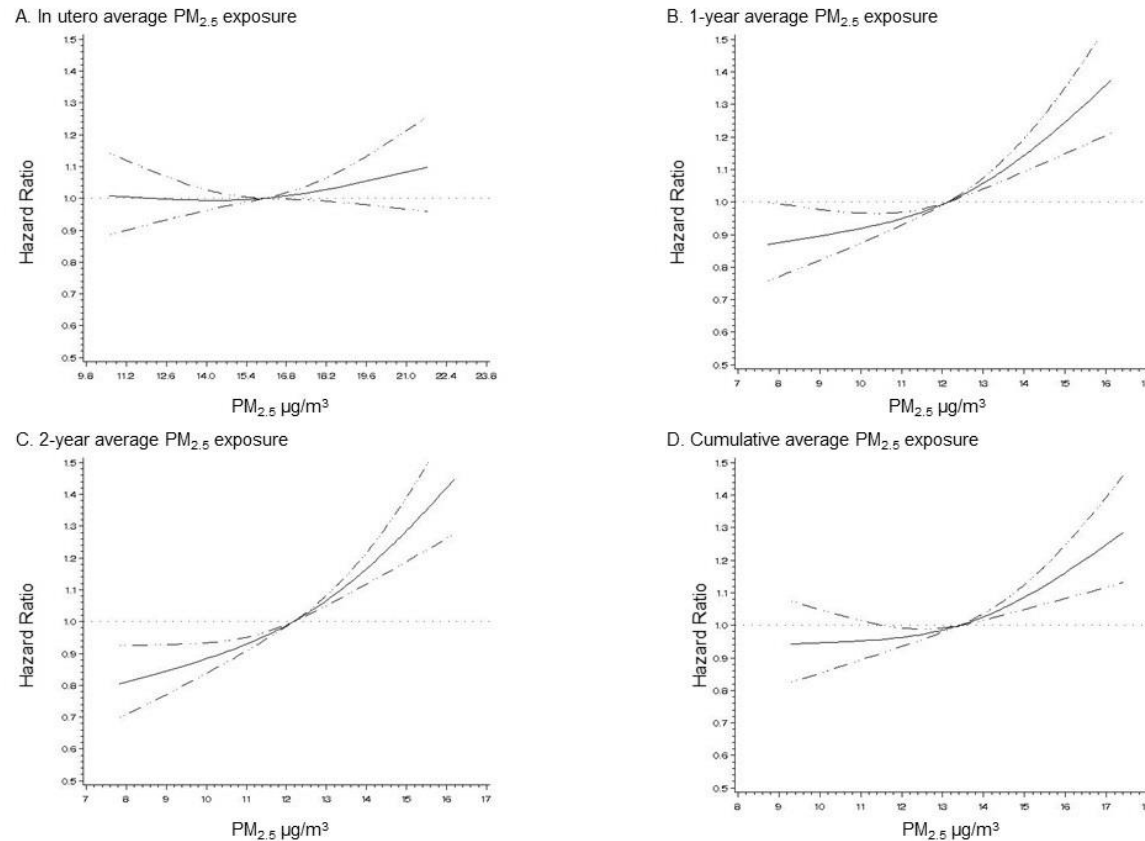 A. In utero average PM2.5 exposure
1.5
1.4
1.3
1.2
1.1
1.0
0.9
0.8
0.7
0.6
0.5
Hazard Ratio
9.8 11.2 12.6 14.0 15.4 16.8 18.2 19.6 21.0 22.4 23.8
PM2.5 µg/m³
B. 1-year average PM2.5 exposure
1.5
1.4
1.3
1.2
1.1
1.0
0.9
0.8
0.7
0.6
0.5
Hazard Ratio
7 8 9 10 11 12 13 14 15 16
PM2.5 µg/m³
C. 2-year average PM2.5 exposure
1.5
1.4
1.3
1.2
1.1
1.0
0.9
0.8
0.7
0.6
0.5
Hazard Ratio
7 8 9 10 11 12 13 14 15 16 17
PM2.5 µg/m³
D. Cumulative average PM2.5 exposure
1.5
1.4
1.3
1.2
1.1
1.0
0.9
0.8
0.7
0.6
0.5
Hazard Ratio
8 9 10 11 12 13 14 15 16 17
PM2.5 µg/m³